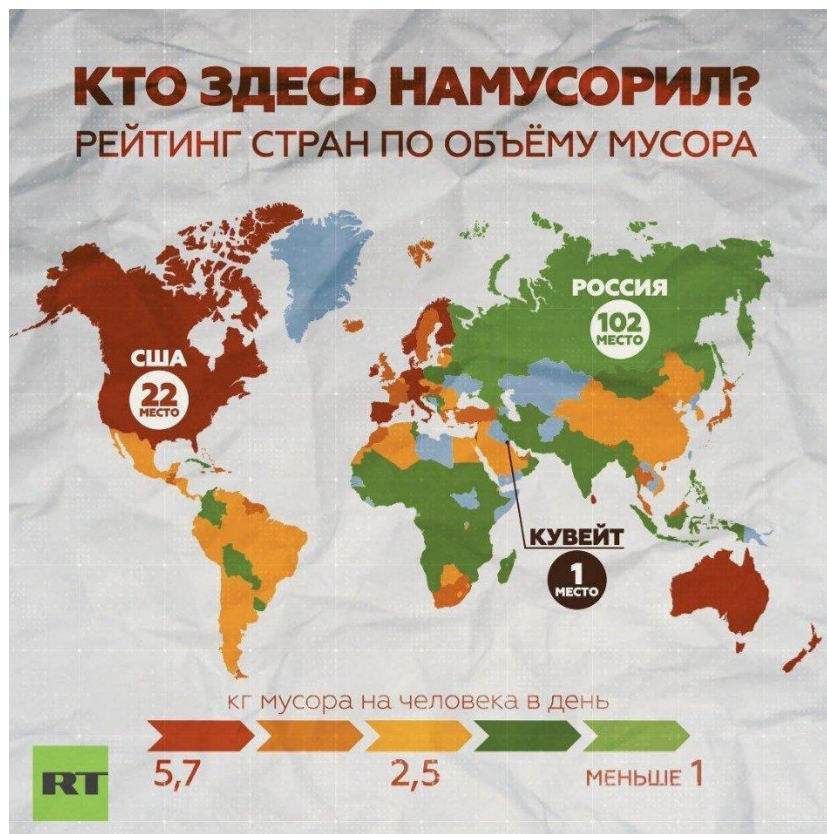 КТО ЗДЕСЬ НАМУСОРИЛ?
РЕЙТИНГ СТРАН ПО ОБЪЁМУ МУСОРА
РОССИЯ
102
МЕСТО
США
22
МЕСТО
КУВЕЙТ
1
МЕСТО
кг мусора на человека в день
5,7
2,5
МЕНЬШЕ 1
RT